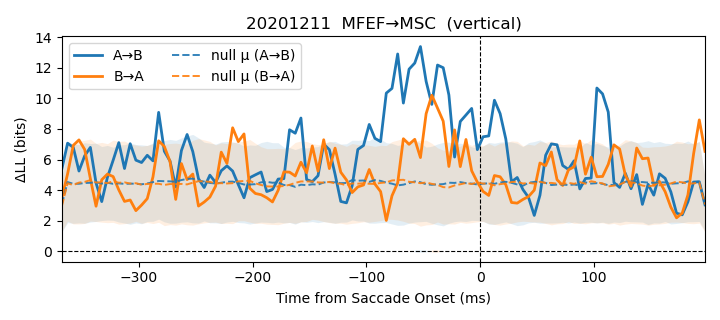 20201211  MFEF→MSC  (vertical)
A→B
B→A
null μ (A→B)
null μ (B→A)
ΔLL (bits)
14
12
10
8
6
4
2
0
−300
−200
−100
0
100
Time from Saccade Onset (ms)